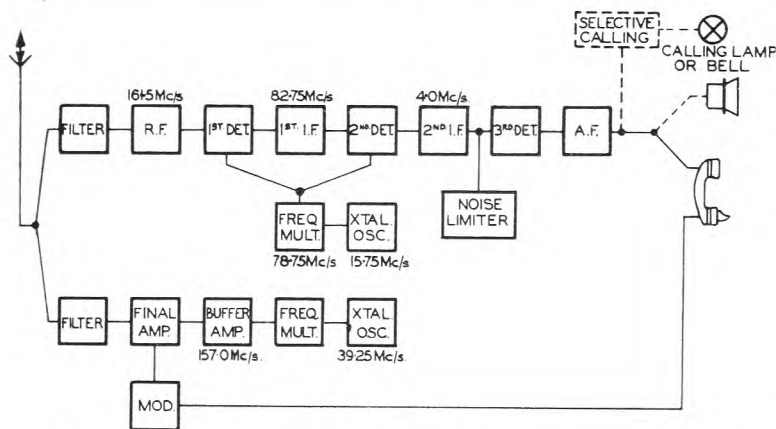 SELECTIVE
CALLING
CALLING LAMP
OR BELL
161·5 Mc/s
82·75 Mc/s
4·0 Mc/s.
FILTER
R.F.
1ST DET.
1ST. I.F.
2ND DET.
2ND I.F.
3RD DET.
A.F.
FREQ.
MULT.
XTAL.
OSC.
NOISE
LIMITER
78·75 Mc/s
15·75 Mc/s
FILTER
FINAL
AMP.
BUFFER
AMP.
FREQ.
MULT.
XTAL.
OSC.
157·0 Mc/s.
39·25 Mc/s
MOD.